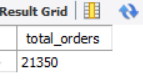 Result Grid
total_orders
21350